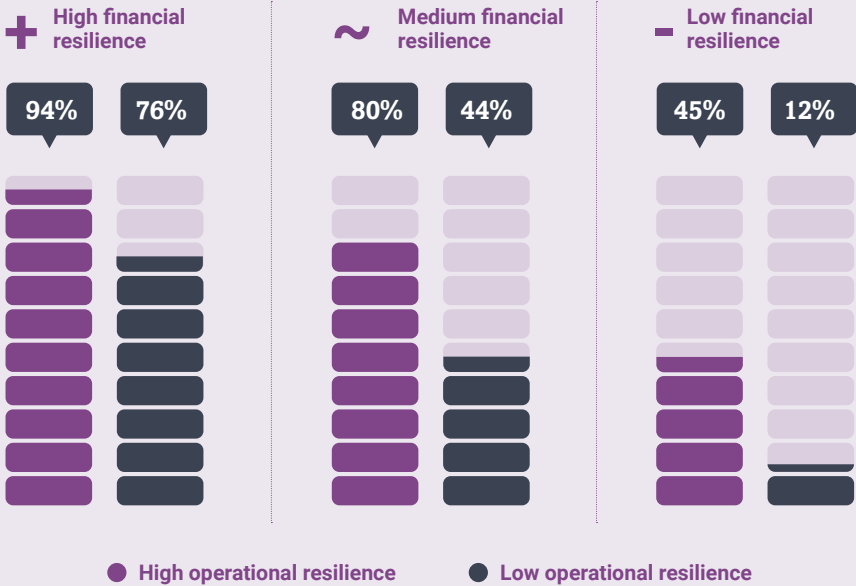 + High financial
resilience
~ Medium financial
resilience
- Low financial
resilience
94% 76% 80% 44% 45% 12%
High operational resilience Low operational resilience